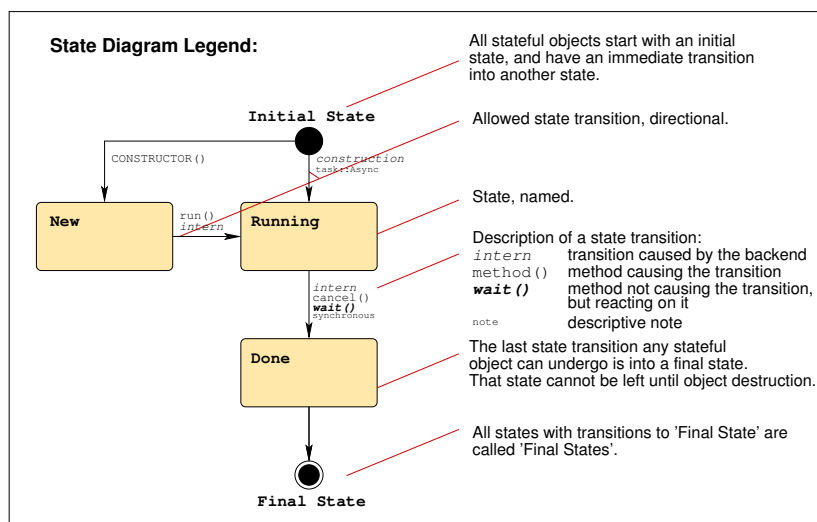 State Diagram Legend:
All stateful objects start with an initial
state, and have an immediate transition
into another state.
Initial State
Allowed state transition, directional.
CONSTRUCTOR()
construction
task::Async
New
run()
intern
Running
State, named.
Description of a state transition:
intern transition caused by the backend
method() method causing the transition
wait() method not causing the transition,
but reacting on it
note descriptive note
intern
cancel()
wait()
synchronous
Done
The last state transition any stateful
object can undergo is into a final state.
That state cannot be left until object destruction.
All states with transitions to 'Final State' are
called 'Final States'.
Final State